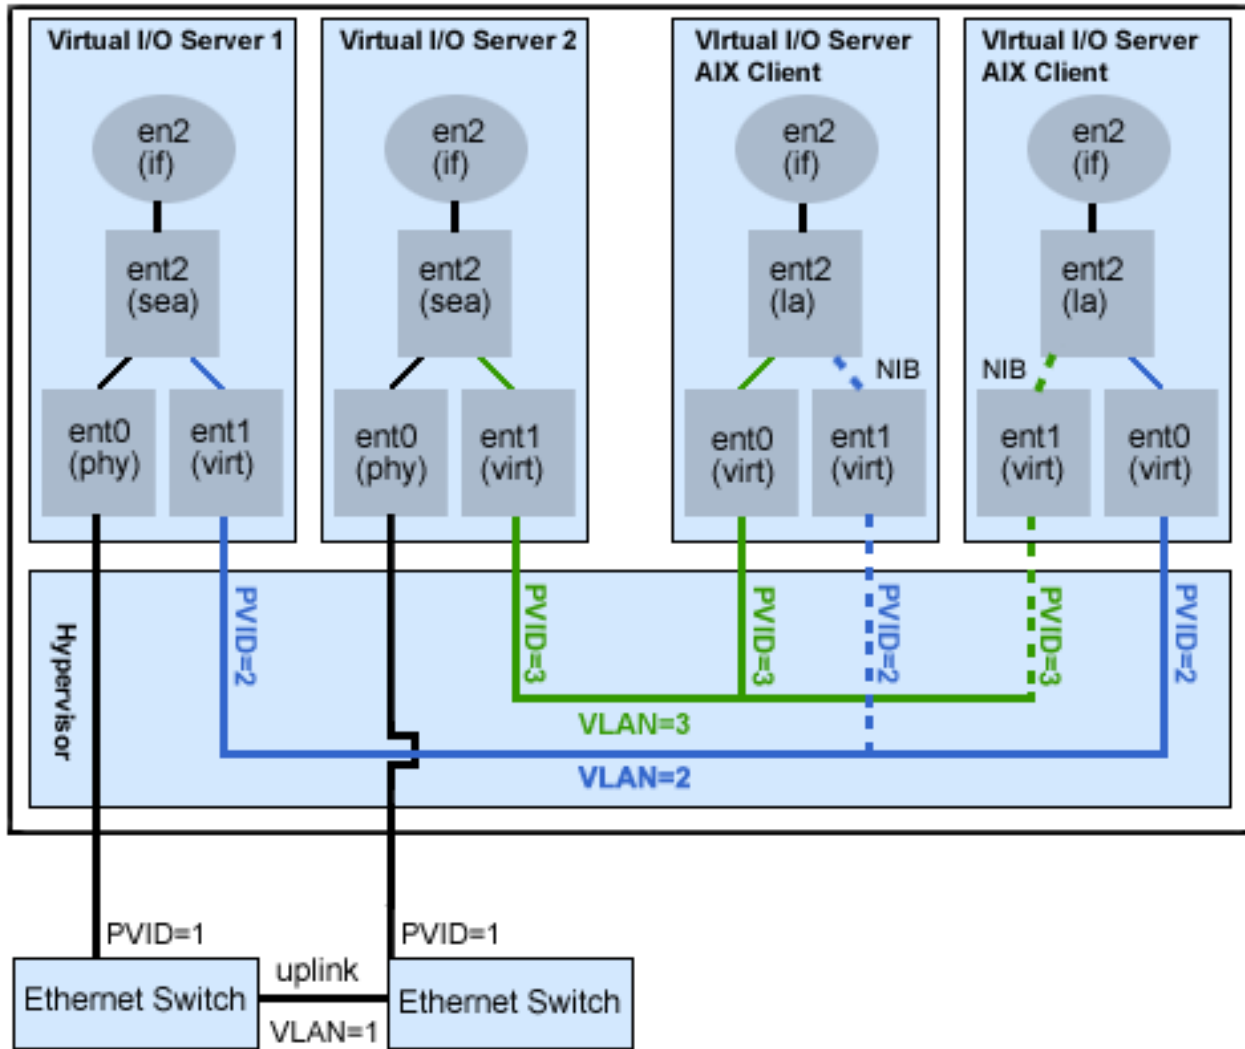 Virtual I/O Server 1
en2
(if)
ent2
(sea)
ent0
(phy)
ent1
(virt)
Virtual I/O Server 2
en2
(if)
ent2
(sea)
ent0
(phy)
ent1
(virt)
VIrtual I/O Server
AIX Client
en2
(if)
ent2
(la)
NIB
ent0
(virt)
ent1
(virt)
VIrtual I/O Server
AIX Client
en2
(if)
ent2
(la)
NIB
ent1
(virt)
ent0
(virt)
Hypervisor
PVID=2
PVID=3
PVID=3
PVID=2
PVID=3
PVID=2
VLAN=3
VLAN=2
PVID=1
PVID=1
Ethernet Switch
uplink
VLAN=1
Ethernet Switch